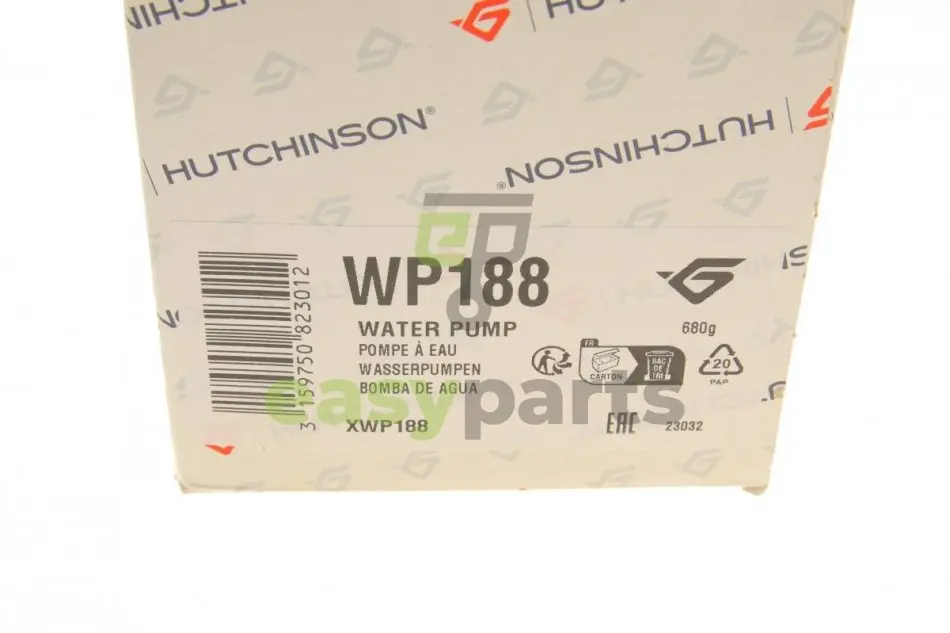 HUTCHINSON®
HUTCHINSON®
WP188
WATER PUMP
POMPE À EAU
WASSERPUMPEN
BOMBA DE AGUA
XWP188
3 159750 823012
680g
FR
CARTON
BAC
DE
TRI
20
PAP
EAC
23032
easyparts